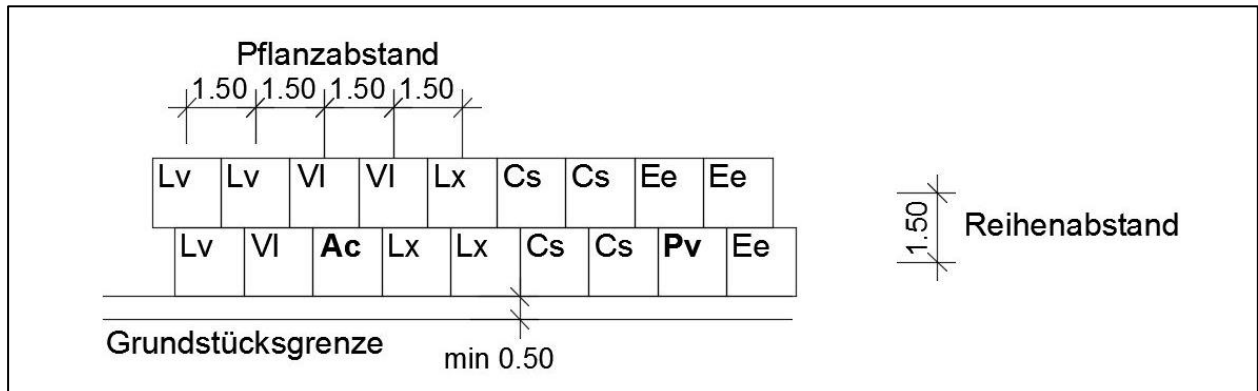 Pflanzabstand
1.50 1.50 1.50 1.50
Lv Lv Vl Vl Lx Cs Cs Ee Ee
Lv Vl Ac Lx Lx Cs Cs Pv Ee
1.50
Reihenabstand
Grundstücksgrenze
min 0.50